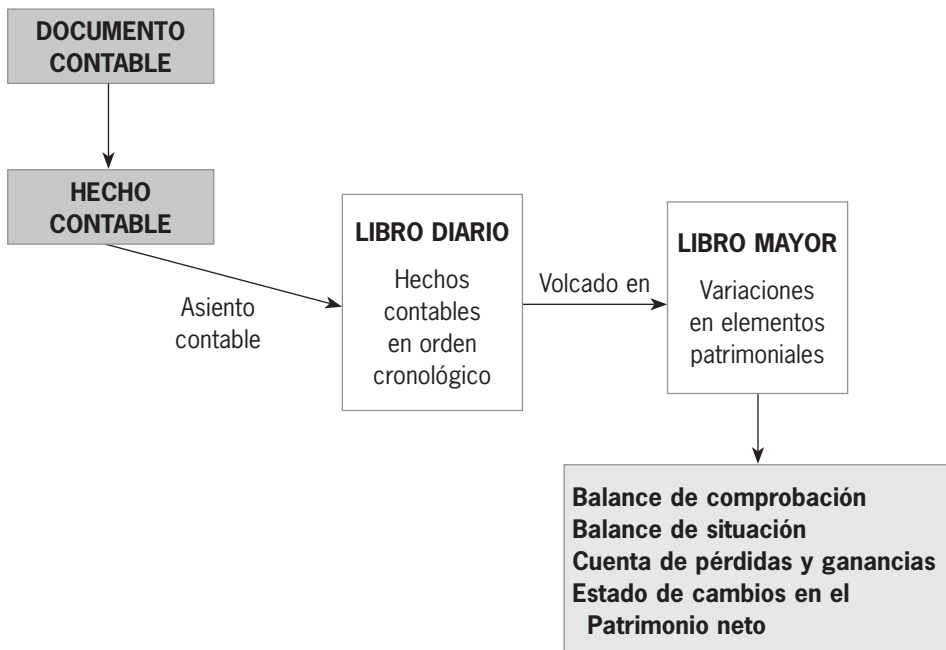 DOCUMENTO
CONTABLE
HECHO
CONTABLE
Asiento
contable
LIBRO DIARIO
Hechos
contables
en orden
cronológico
Volcado en
LIBRO MAYOR
Variaciones
en elementos
patrimoniales
Balance de comprobación
Balance de situación
Cuenta de pérdidas y ganancias
Estado de cambios en el
Patrimonio neto